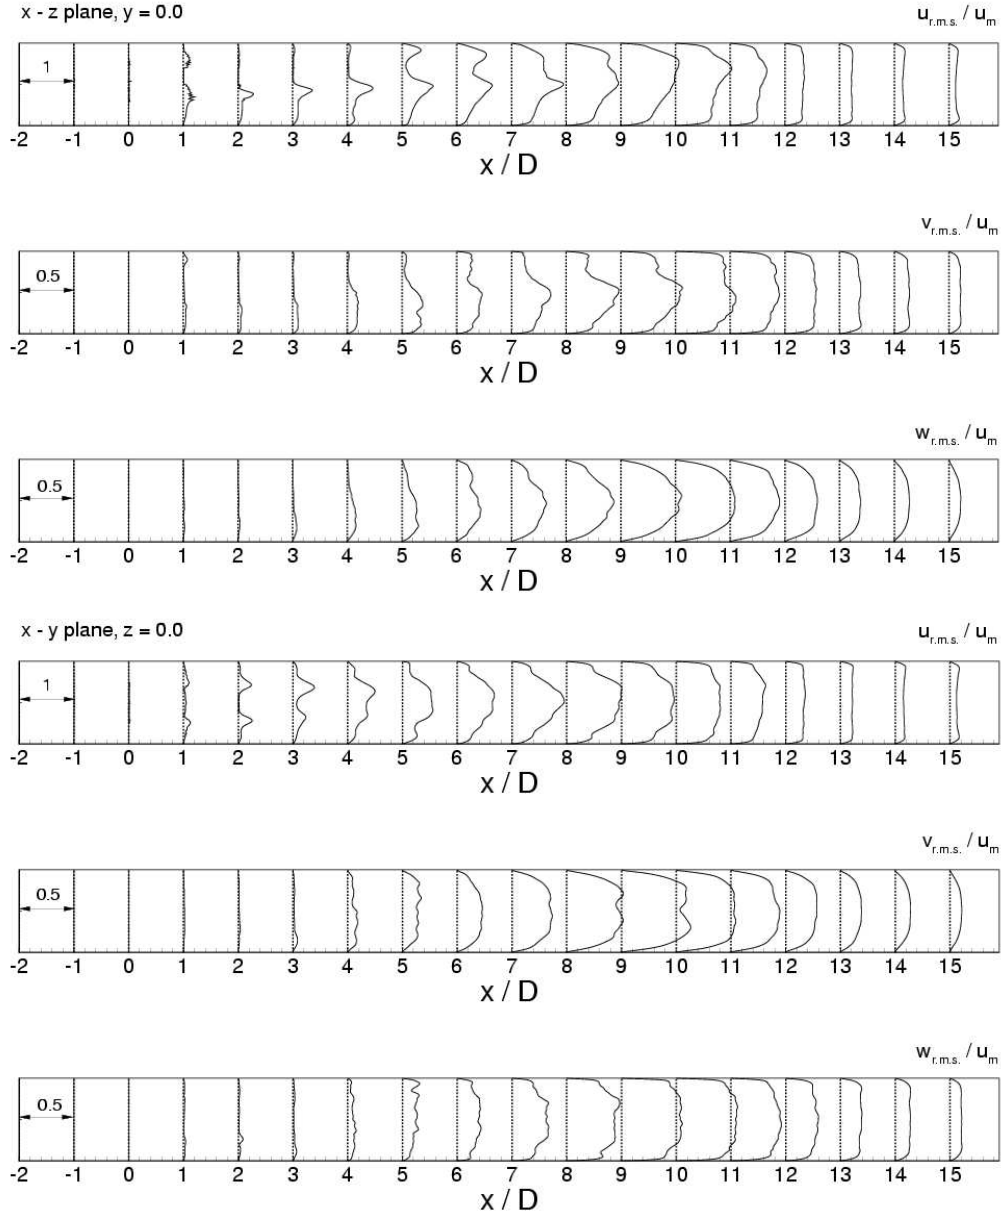 x - z plane, y = 0.0 u_r.m.s. / u_m
1
-2 -1 0 1 2 3 4 5 6 7 8 9 10 11 12 13 14 15
x / D
v_r.m.s. / u_m
0.5
-2 -1 0 1 2 3 4 5 6 7 8 9 10 11 12 13 14 15
x / D
w_r.m.s. / u_m
0.5
-2 -1 0 1 2 3 4 5 6 7 8 9 10 11 12 13 14 15
x / D
x - y plane, z = 0.0 u_r.m.s. / u_m
1
-2 -1 0 1 2 3 4 5 6 7 8 9 10 11 12 13 14 15
x / D
v_r.m.s. / u_m
0.5
-2 -1 0 1 2 3 4 5 6 7 8 9 10 11 12 13 14 15
x / D
w_r.m.s. / u_m
0.5
-2 -1 0 1 2 3 4 5 6 7 8 9 10 11 12 13 14 15
x / D